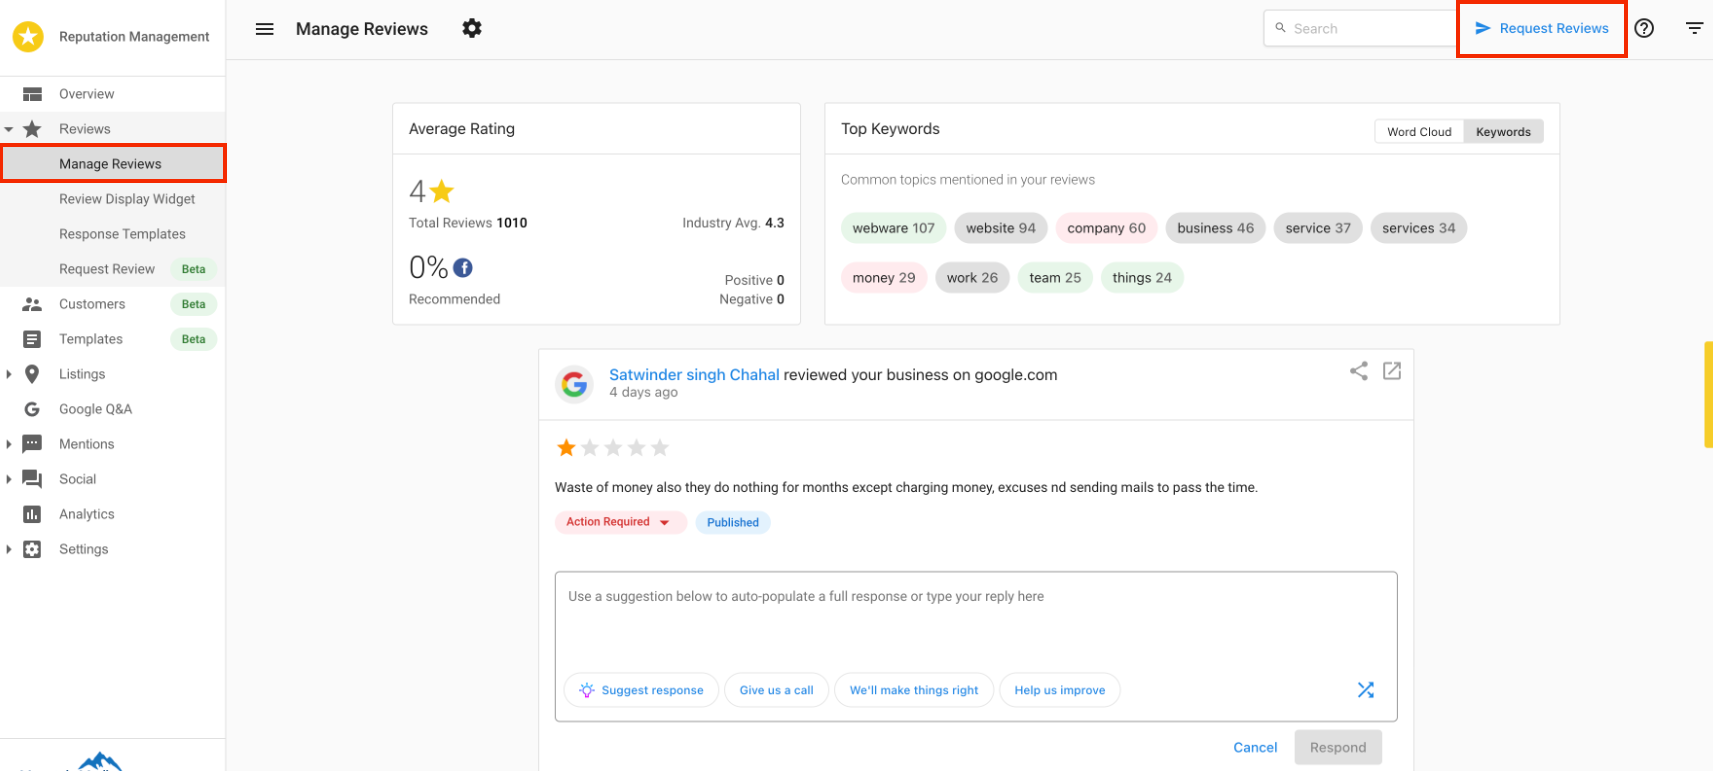 Reputation Management
Manage Reviews
Search
Request Reviews
Overview
Reviews
Manage Reviews
Review Display Widget
Response Templates
Request Review Beta
Customers Beta
Templates Beta
Listings
Google Q&A
Mentions
Social
Analytics
Settings
Average Rating
4
Total Reviews 1010 Industry Avg. 4.3
0%
Recommended
Positive 0
Negative 0
Top Keywords
Word Cloud Keywords
Common topics mentioned in your reviews
webware 107 website 94 company 60 business 46 service 37 services 34
money 29 work 26 team 25 things 24
Satwinder singh Chahal reviewed your business on google.com
4 days ago
Waste of money also they do nothing for months except charging money, excuses nd sending mails to pass the time.
Action Required Published
Use a suggestion below to auto-populate a full response or type your reply here
Suggest response Give us a call We'll make things right Help us improve
Cancel Respond